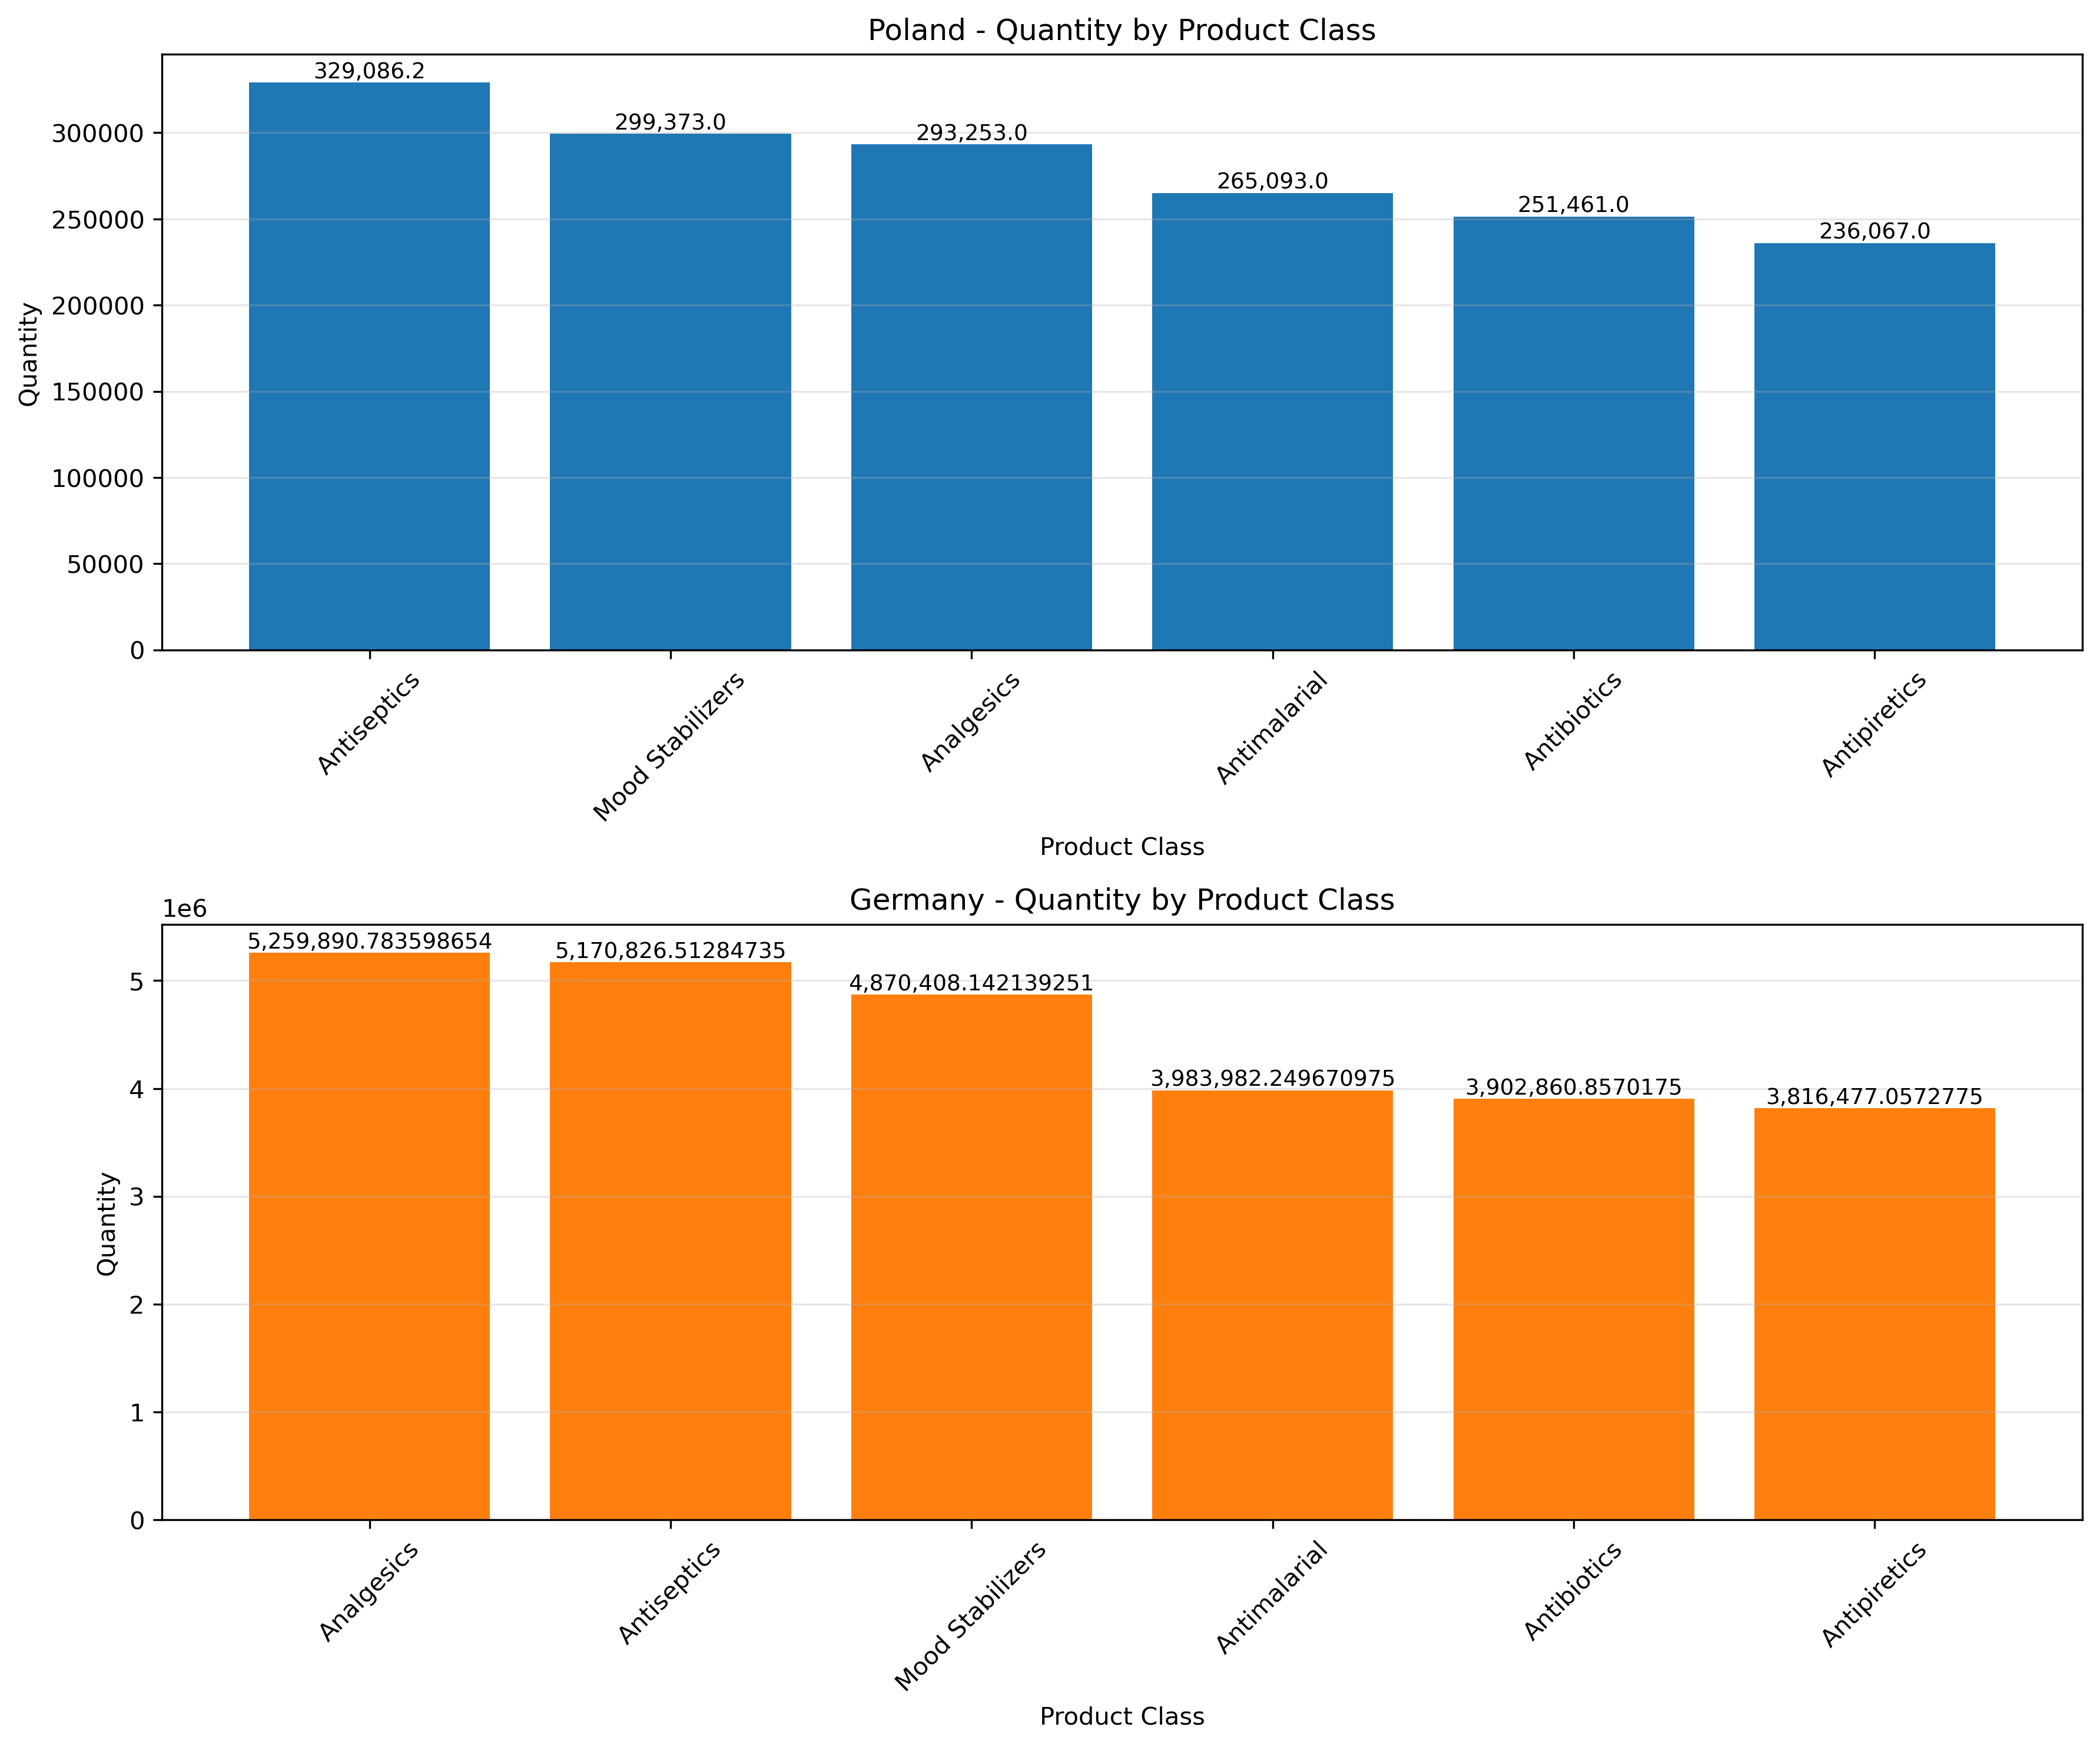 Poland - Quantity by Product Class
329,086.2
299,373.0
293,253.0
265,093.0
251,461.0
236,067.0
300000
250000
200000
150000
100000
50000
0
Quantity
Antiseptics
Mood Stabilizers
Analgesics
Antimalarial
Antibiotics
Antipiretics
Product Class
Germany - Quantity by Product Class
1e6
5,259,890.783598654
5,170,826.51284735
4,870,408.142139251
3,983,982.249670975
3,902,860.8570175
3,816,477.0572775
5
4
3
2
1
0
Quantity
Analgesics
Antiseptics
Mood Stabilizers
Antimalarial
Antibiotics
Antipiretics
Product Class